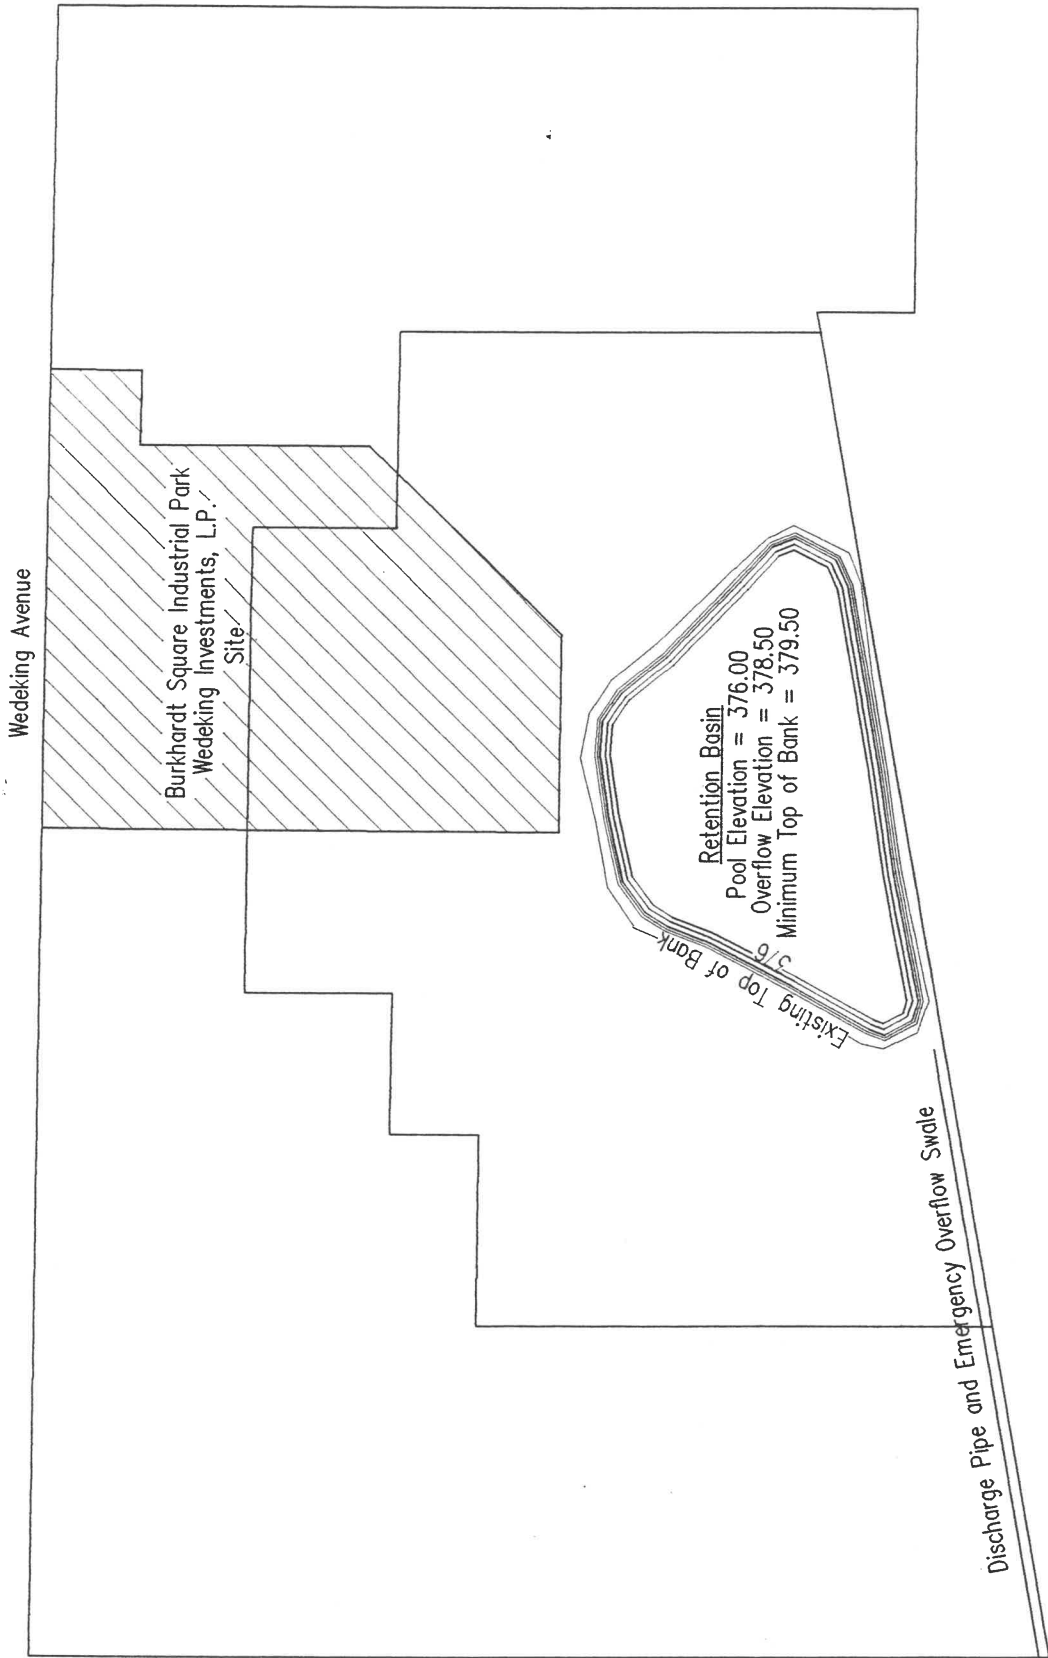 Wedeking Avenue
Burkhardt Square Industrial Park
Wedeking Investments, L.P.
Site
Retention Basin
Pool Elevation = 376.00
Overflow Elevation = 378.50
Minimum Top of Bank = 379.50
376
Existing Top of Bank
Discharge Pipe and Emergency Overflow Swale